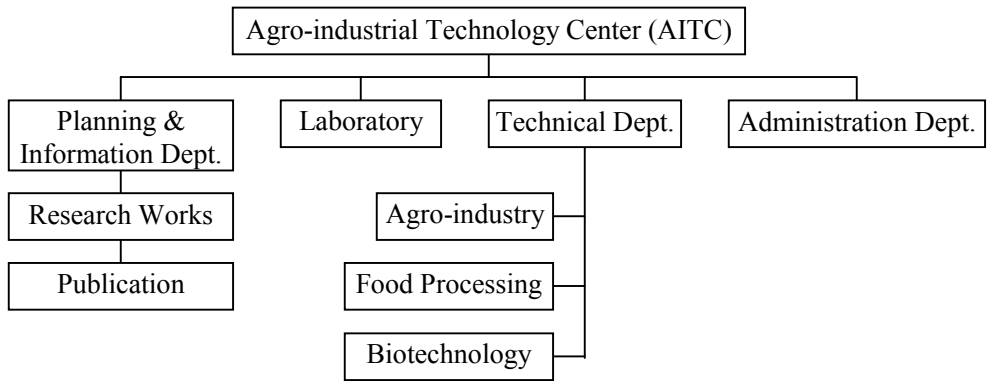 Agro-industrial Technology Center (AITC)
Planning &
Information Dept.
Laboratory
Technical Dept.
Administration Dept.
Research Works
Publication
Agro-industry
Food Processing
Biotechnology